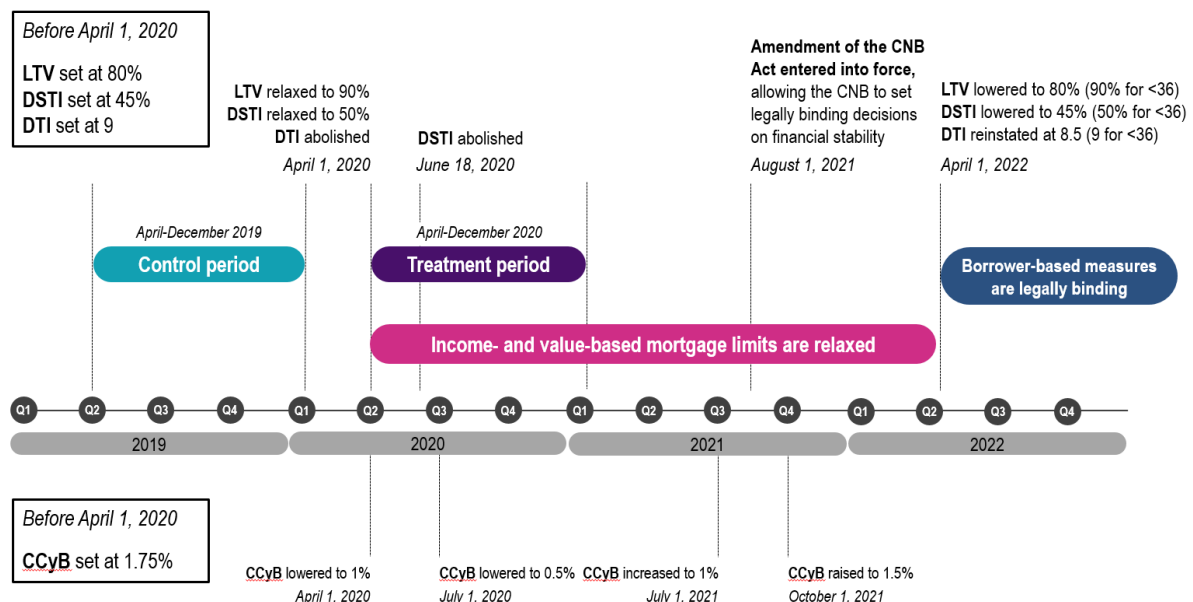 Before April 1, 2020
LTV set at 80%
DSTI set at 45%
DTI set at 9
LTV relaxed to 90%
DSTI relaxed to 50%
DTI abolished
April 1, 2020
DSTI abolished
June 18, 2020
Amendment of the CNB
Act entered into force,
allowing the CNB to set
legally binding decisions
on financial stability
August 1, 2021
LTV lowered to 80% (90% for <36)
DSTI lowered to 45% (50% for <36)
DTI reinstated at 8.5 (9 for <36)
April 1, 2022
April-December 2019
Control period
April-December 2020
Treatment period
Borrower-based measures
are legally binding
Income- and value-based mortgage limits are relaxed
Q1 Q2 Q3 Q4 Q1 Q2 Q3 Q4 Q1 Q2 Q3 Q4 Q1 Q2 Q3 Q4
2019 2020 2021 2022
Before April 1, 2020
CCyB set at 1.75%
CCyB lowered to 1%
April 1, 2020
CCyB lowered to 0.5%
July 1, 2020
CCyB increased to 1%
July 1, 2021
CCyB raised to 1.5%
October 1, 2021